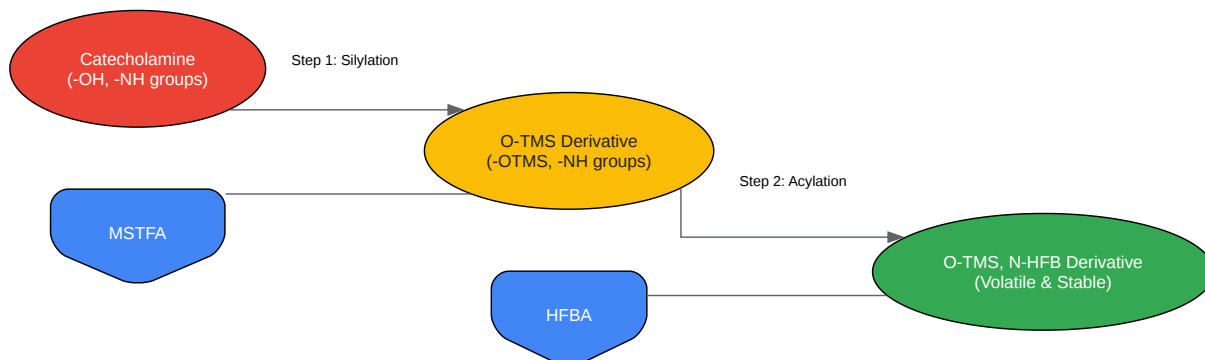 Catecholamine
(-OH, -NH groups)
Step 1: Silylation
O-TMS Derivative
(-OTMS, -NH groups)
Step 2: Acylation
MSTFA
O-TMS, N-HFB Derivative
(Volatile & Stable)
HFBA